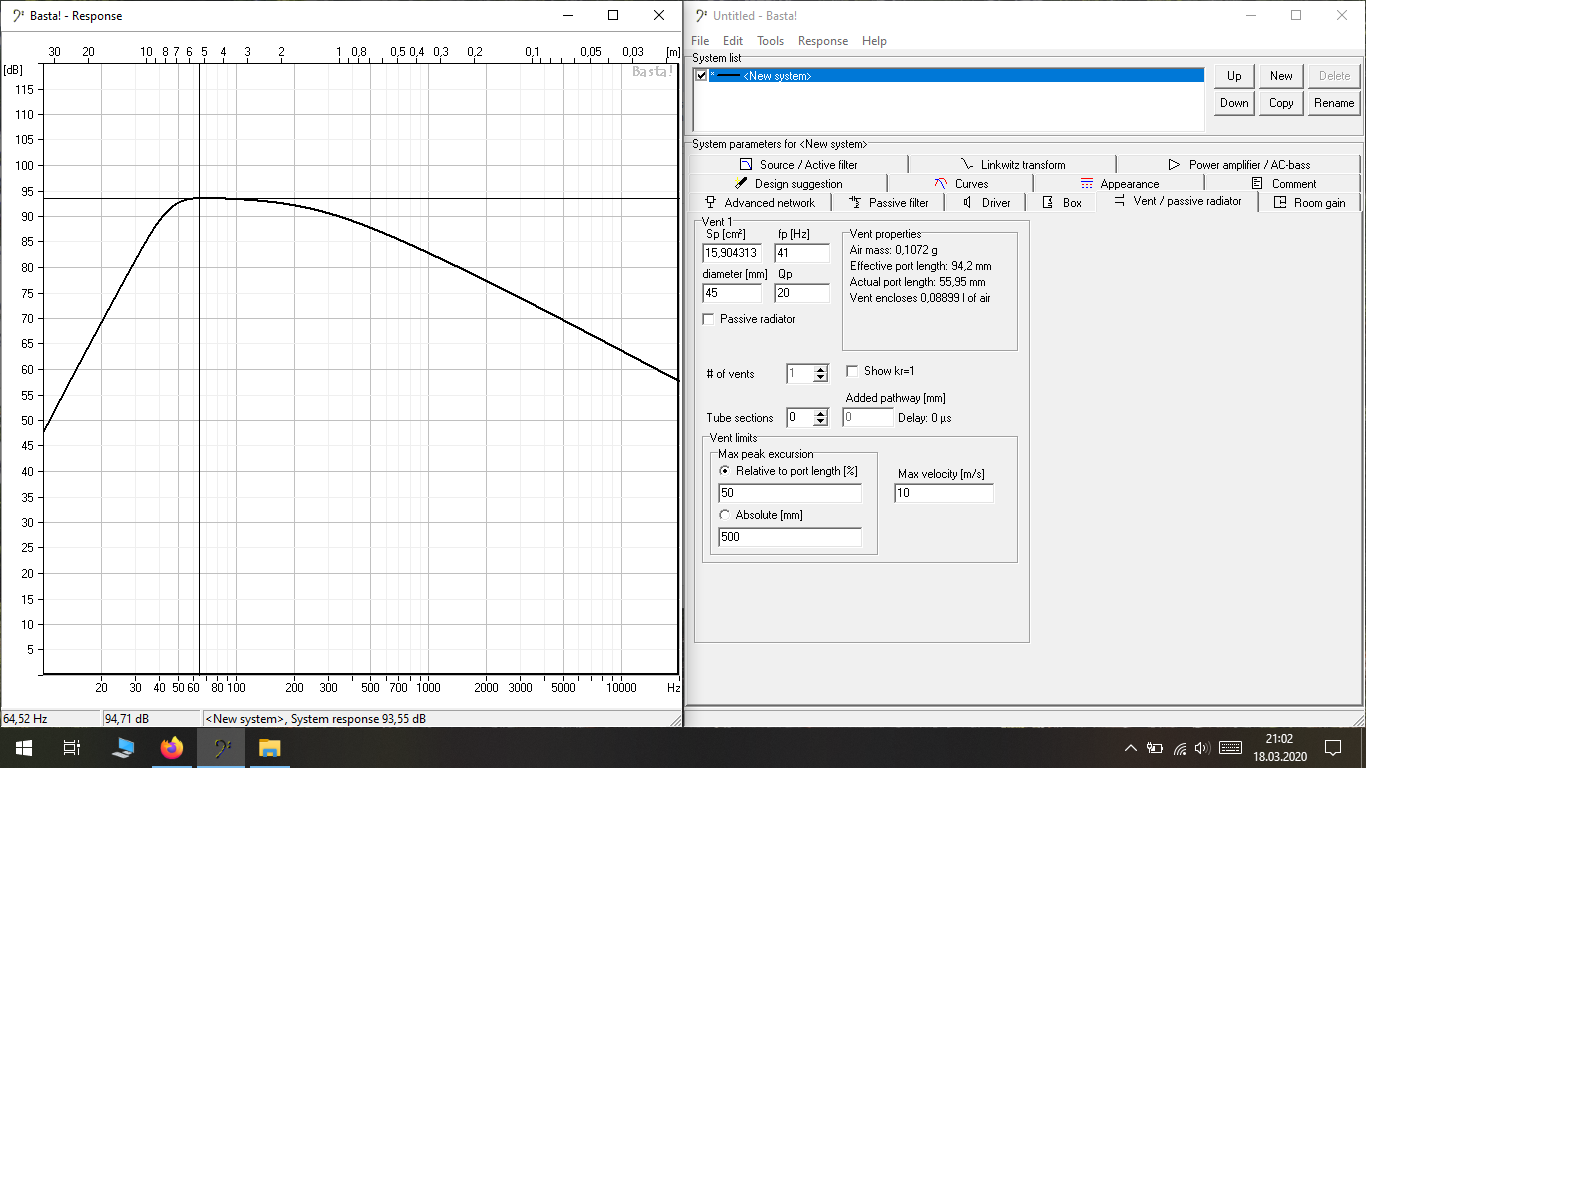 Basta! - Response
30 20 10 8 7 6 5 4 3 2 1 0,8 0,5 0,4 0,3 0,2 0,1 0,05 0,03 [m]
[dB]
Basta!
115
110
105
100
95
90
85
80
75
70
65
60
55
50
45
40
35
30
25
20
15
10
5
20 30 40 50 60 80 100 200 300 500 700 1000 2000 3000 5000 10000 Hz
64,52 Hz 94,71 dB <New system>, System response 93,55 dB
Untitled - Basta!
File Edit Tools Response Help
System list
* <New system>
Up New Delete
Down Copy Rename
System parameters for <New system>
Source / Active filter Linkwitz transform Power amplifier / AC-bass
Design suggestion Curves Appearance Comment
Advanced network Passive filter Driver Box Vent / passive radiator Room gain
Vent 1
Sp [cm²] fp [Hz]
15,904313 41
diameter [mm] Qp
45 20
Passive radiator
Vent properties
Air mass: 0,1072 g
Effective port length: 94,2 mm
Actual port length: 55,95 mm
Vent encloses 0,08899 l of air
# of vents 1 Show kr=1
Added pathway [mm]
Tube sections 0 0 Delay: 0 µs
Vent limits
Max peak excursion
Relative to port length [%]
50
Absolute [mm]
500
Max velocity [m/s]
10
21:02
18.03.2020